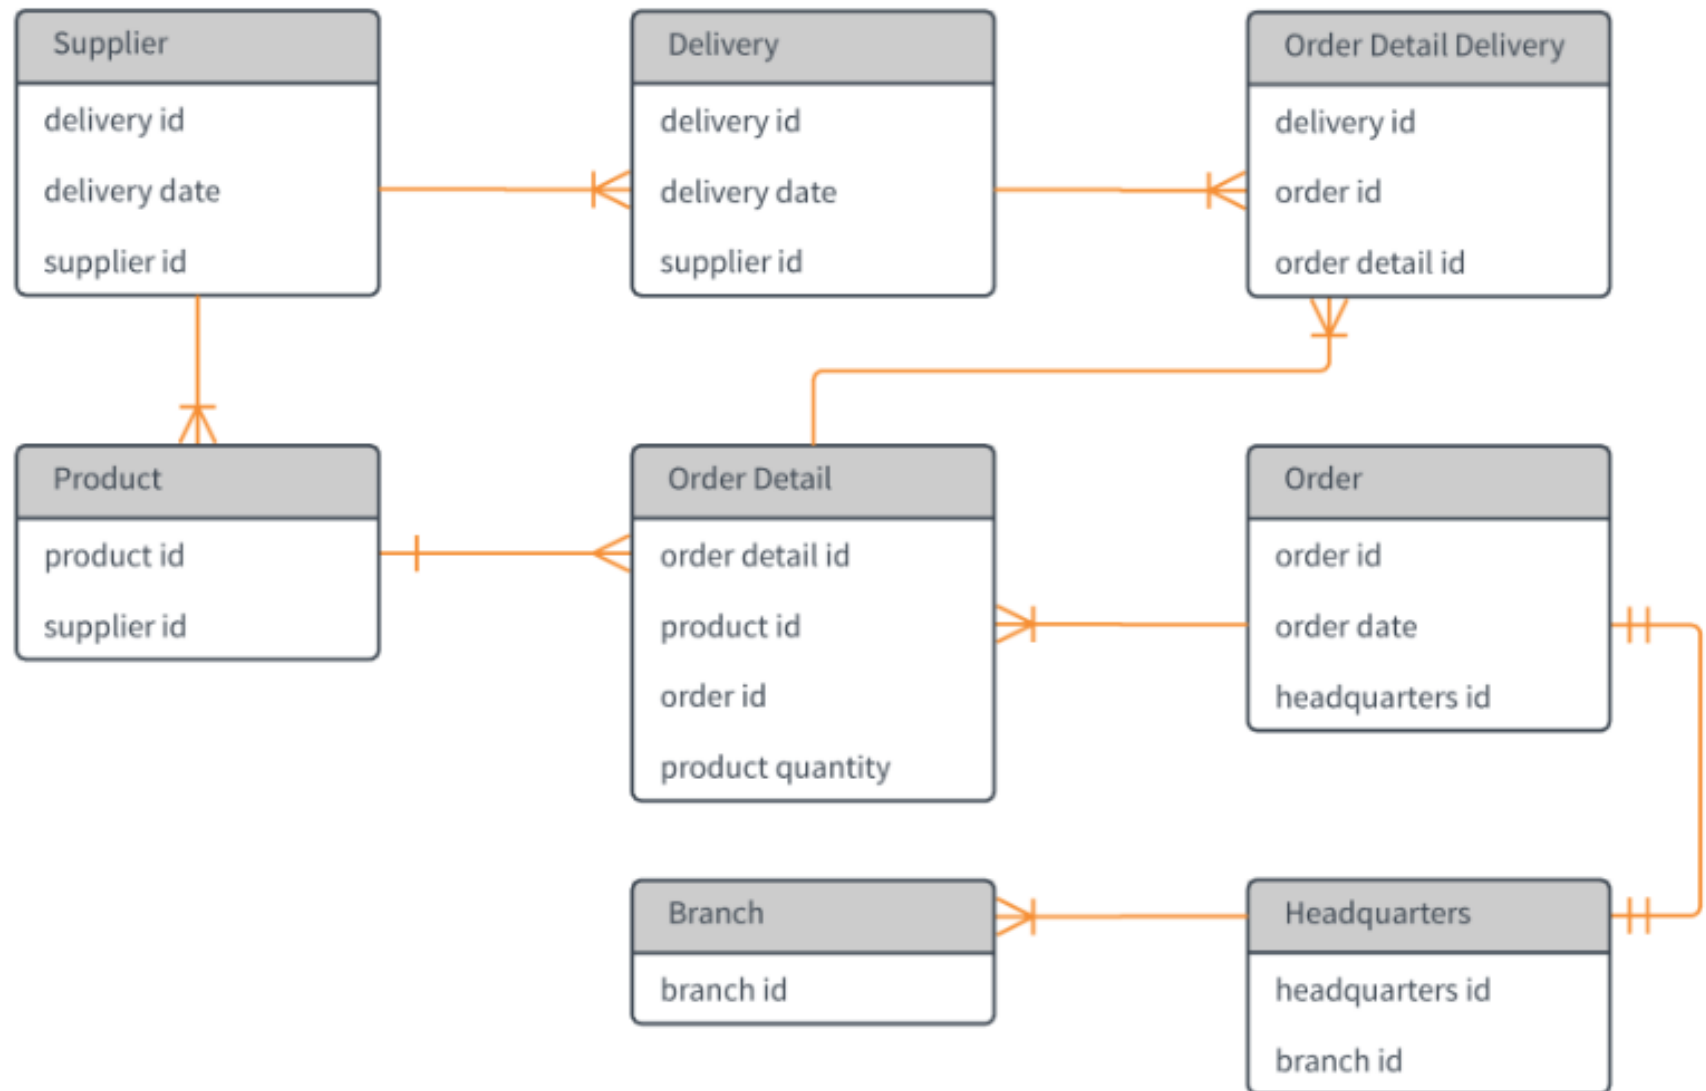 Supplier
delivery id
delivery date
supplier id
Delivery
delivery id
delivery date
supplier id
Order Detail Delivery
delivery id
order id
order detail id
Product
product id
supplier id
Order Detail
order detail id
product id
order id
product quantity
Order
order id
order date
headquarters id
Branch
branch id
Headquarters
headquarters id
branch id